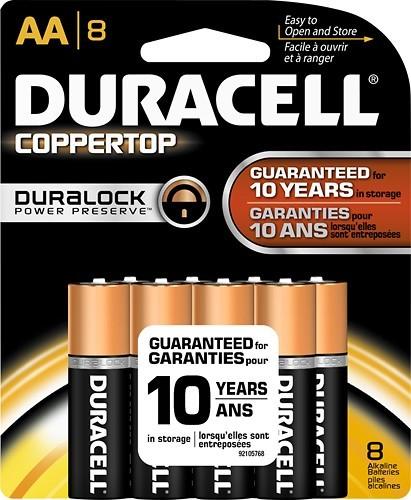 AA 8
Easy to
Open and Store
Facile à ouvrir
et à ranger
DURACELL®
COPPERTOP
DURALOCK
POWER PRESERVE™
GUARANTEED for
10 YEARS in storage
GARANTIES pour
10 ANS lorsqu'elles
sont entreposées
GUARANTEED for
GARANTIES pour
10 YEARS
ANS
in storage lorsqu'elles sont
entreposées
92105768
DURACELL
DURACELL
DURACELL
8
Alkaline
Batteries
piles
alcalines